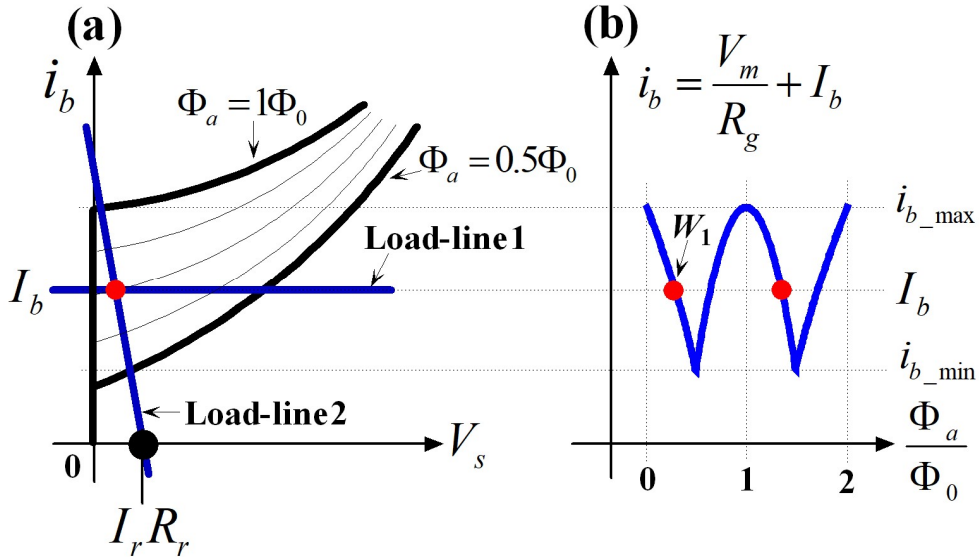 (a)
i_b
Φ_a = 1Φ_0
Φ_a = 0.5Φ_0
Load-line1
I_b
Load-line2
0
V_s
I_r R_r
(b)
i_b = V_m / R_g + I_b
W_1
i_b_max
I_b
i_b_min
0 1 2
Φ_a / Φ_0